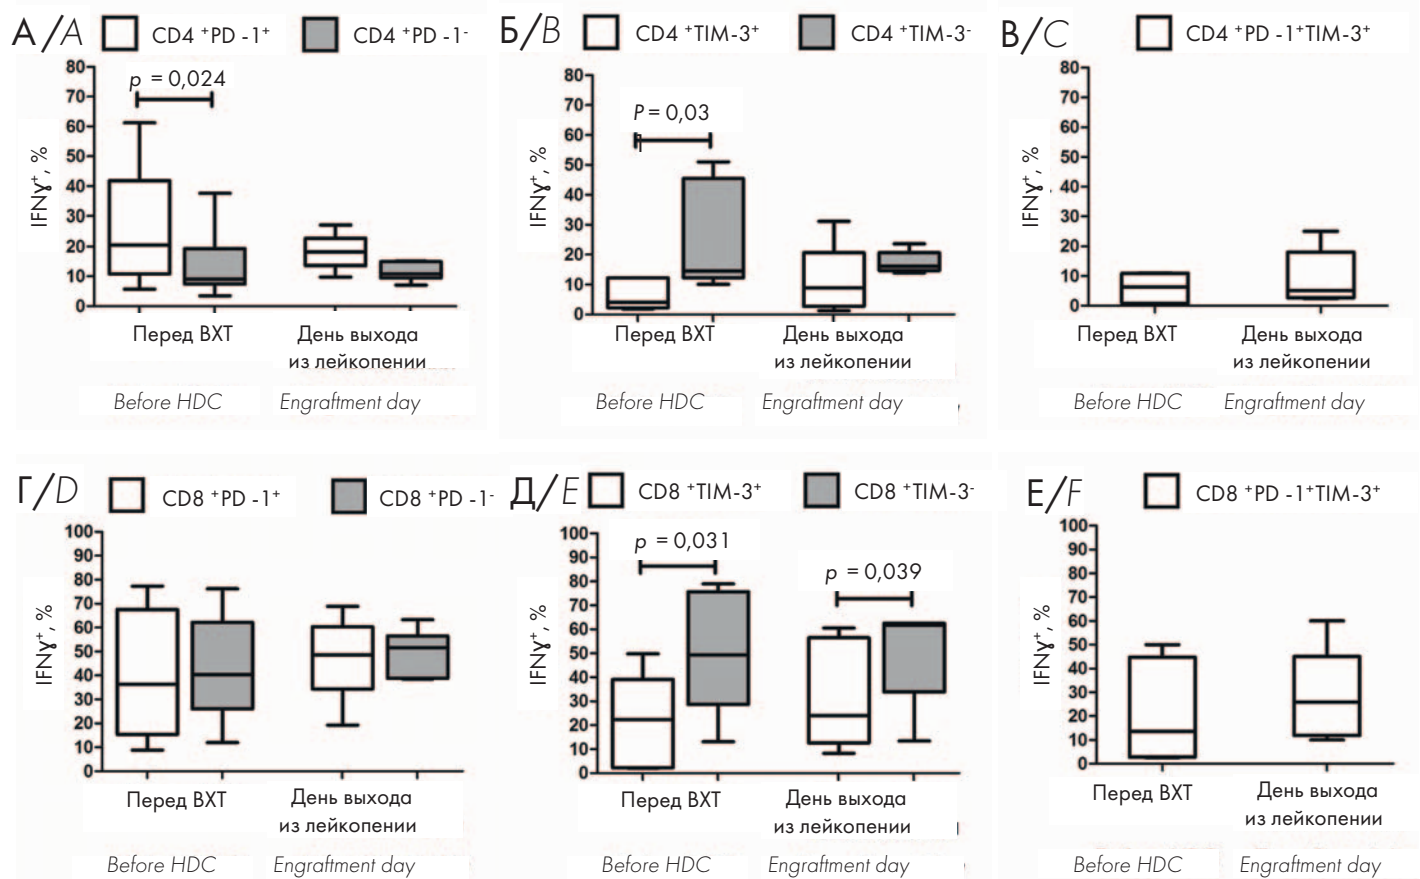 А/A
CD4 +PD -1+
CD4 +PD -1-
p = 0,024
IFNɣ+, %
80
70
60
50
40
30
20
10
0
Перед ВХТ
День выхода
из лейкопении
Before HDC
Engraftment day
Б/B
CD4 +TIM-3+
CD4 +TIM-3-
P = 0,03
IFNɣ+, %
80
70
60
50
40
30
20
10
0
Перед ВХТ
День выхода
из лейкопении
Before HDC
Engraftment day
В/C
CD4 +PD -1+TIM-3+
IFNɣ+, %
80
70
60
50
40
30
20
10
0
Перед ВХТ
День выхода
из лейкопении
Before HDC
Engraftment day
Г/D
CD8 +PD -1+
CD8 +PD -1-
IFNɣ+, %
100
90
80
70
60
50
40
30
20
10
0
Перед ВХТ
День выхода
из лейкопении
Before HDC
Engraftment day
Д/E
CD8 +TIM-3+
CD8 +TIM-3-
p = 0,031
p = 0,039
IFNɣ+, %
100
90
80
70
60
50
40
30
20
10
0
Перед ВХТ
День выхода
из лейкопении
Before HDC
Engraftment day
Е/F
CD8 +PD -1+TIM-3+
IFNɣ+, %
100
90
80
70
60
50
40
30
20
10
0
Перед ВХТ
День выхода
из лейкопении
Before HDC
Engraftment day